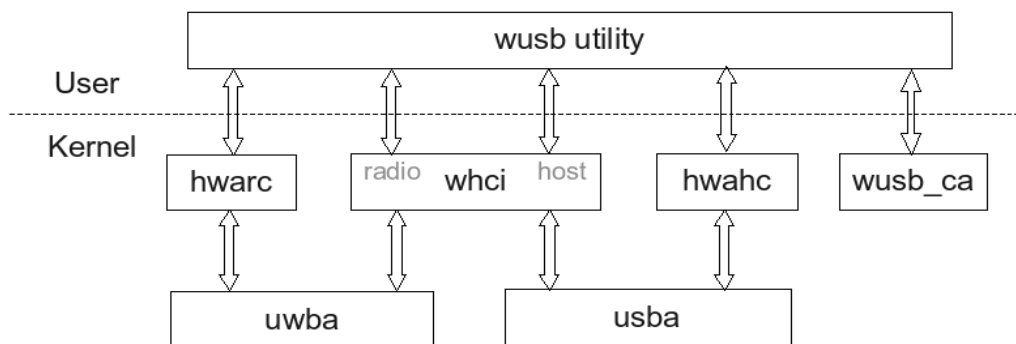 wusb utility
User
Kernel
hwarc
radio whci host
hwahc
wusb_ca
uwba
usba